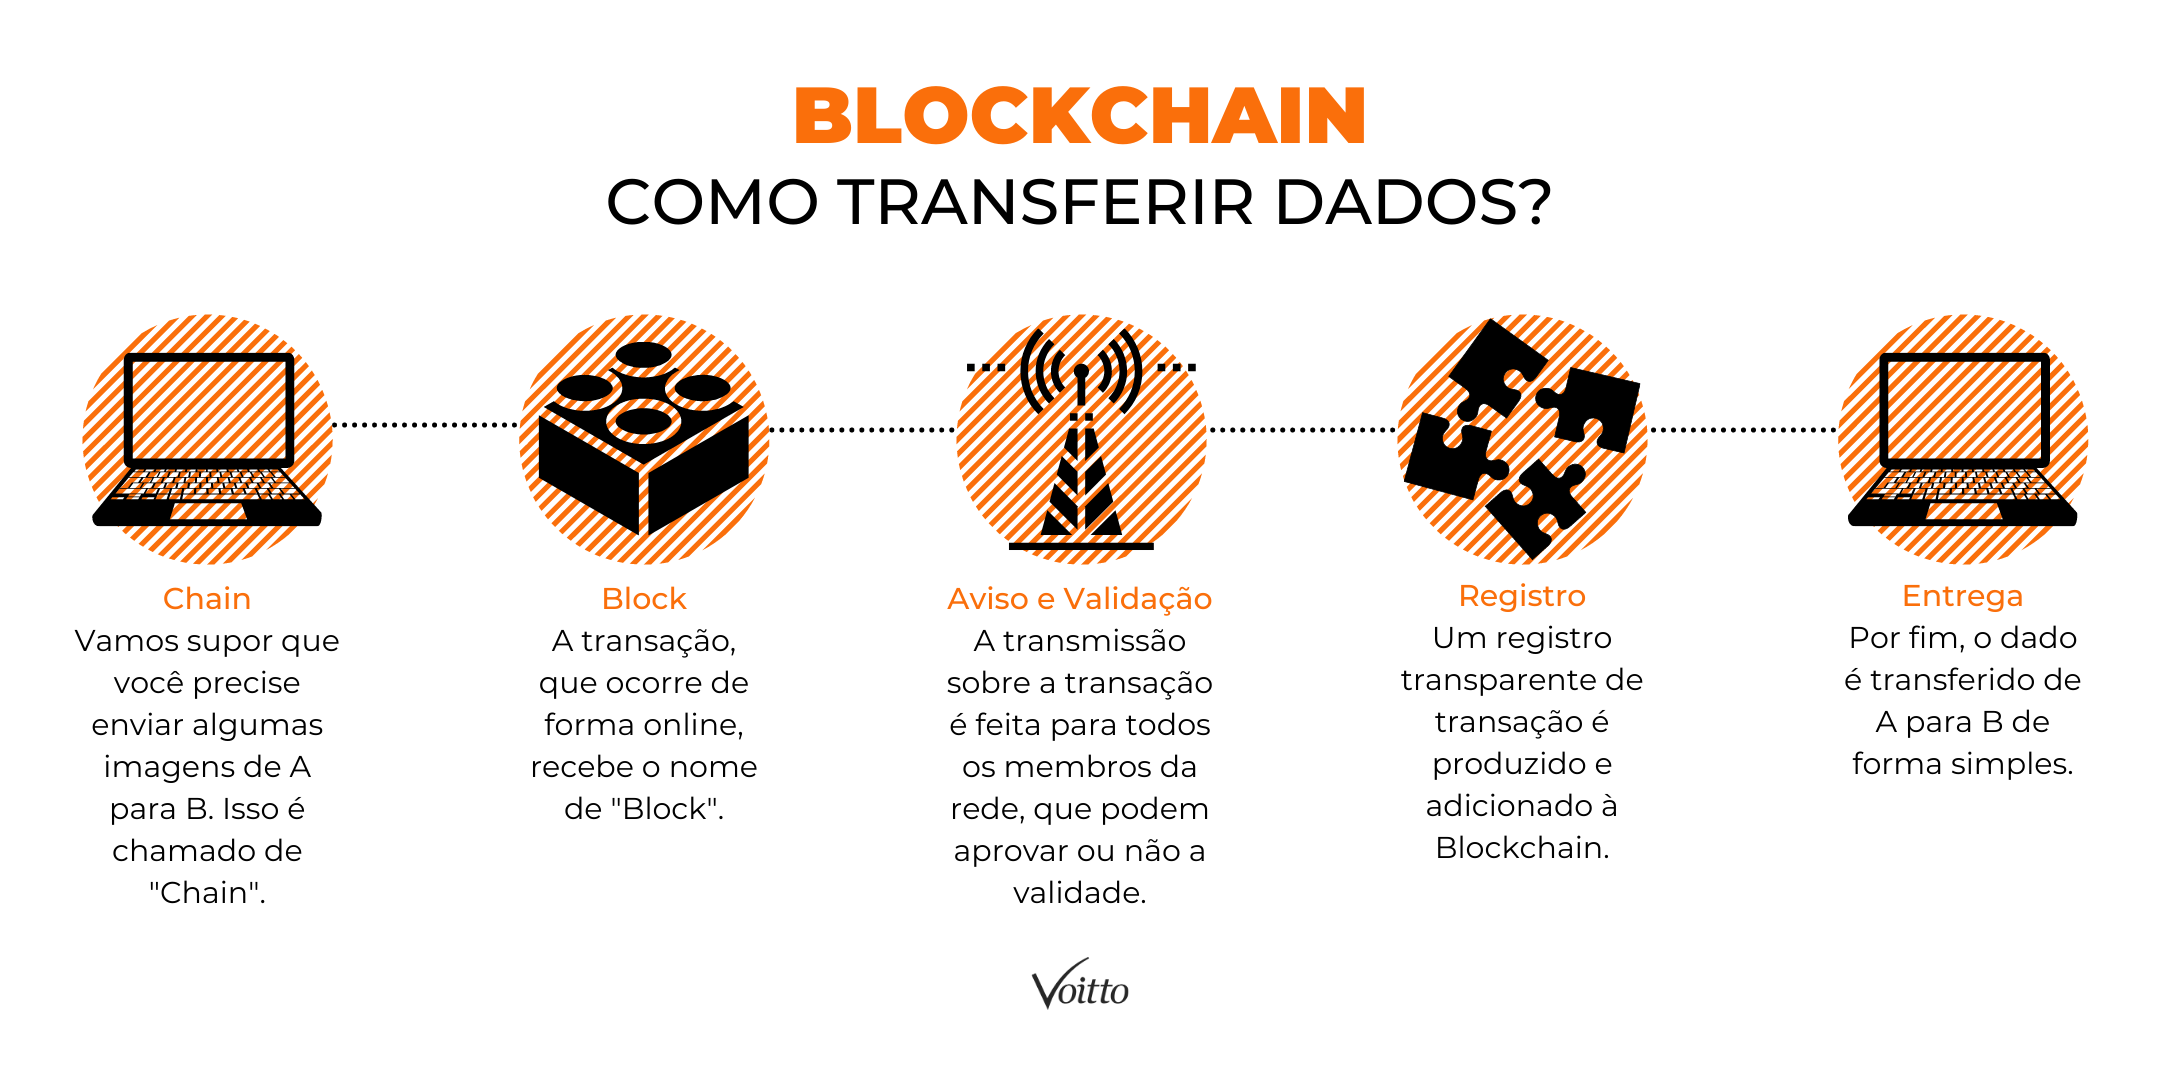 BLOCKCHAIN
COMO TRANSFERIR DADOS?
Chain
Vamos supor que
você precise
enviar algumas
imagens de A
para B. Isso é
chamado de
"Chain".
Block
A transação,
que ocorre de
forma online,
recebe o nome
de "Block".
Aviso e Validação
A transmissão
sobre a transação
é feita para todos
os membros da
rede, que podem
aprovar ou não a
validade.
Registro
Um registro
transparente de
transação é
produzido e
adicionado à
Blockchain.
Entrega
Por fim, o dado
é transferido de
A para B de
forma simples.
Voitto